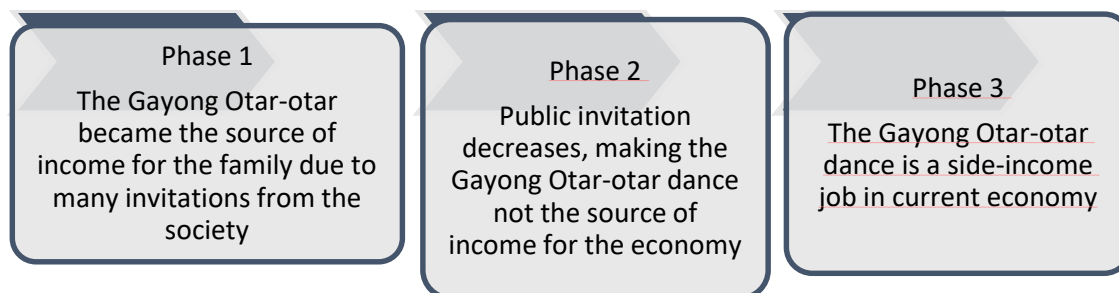 Phase 1
The Gayong Otar-otar
became the source of
income for the family due to
many invitations from the
society
Phase 2
Public invitation
decreases, making the
Gayong Otar-otar dance
not the source of
income for the economy
Phase 3
The Gayong Otar-otar
dance is a side-income
job in current economy